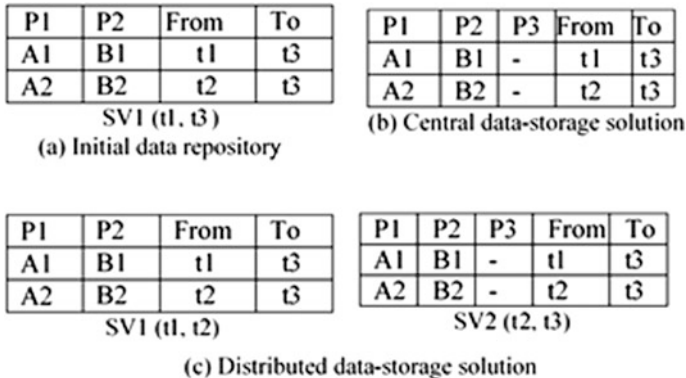 P1 P2 From To
A1 B1 t1 t3
A2 B2 t2 t3
SV1 (t1, t3)
(a) Initial data repository
P1 P2 P3 From To
A1 B1 - t1 t3
A2 B2 - t2 t3
(b) Central data-storage solution
P1 P2 From To
A1 B1 t1 t3
A2 B2 t2 t3
SV1 (t1, t2)
P1 P2 P3 From To
A1 B1 - t1 t3
A2 B2 - t2 t3
SV2 (t2, t3)
(c) Distributed data-storage solution